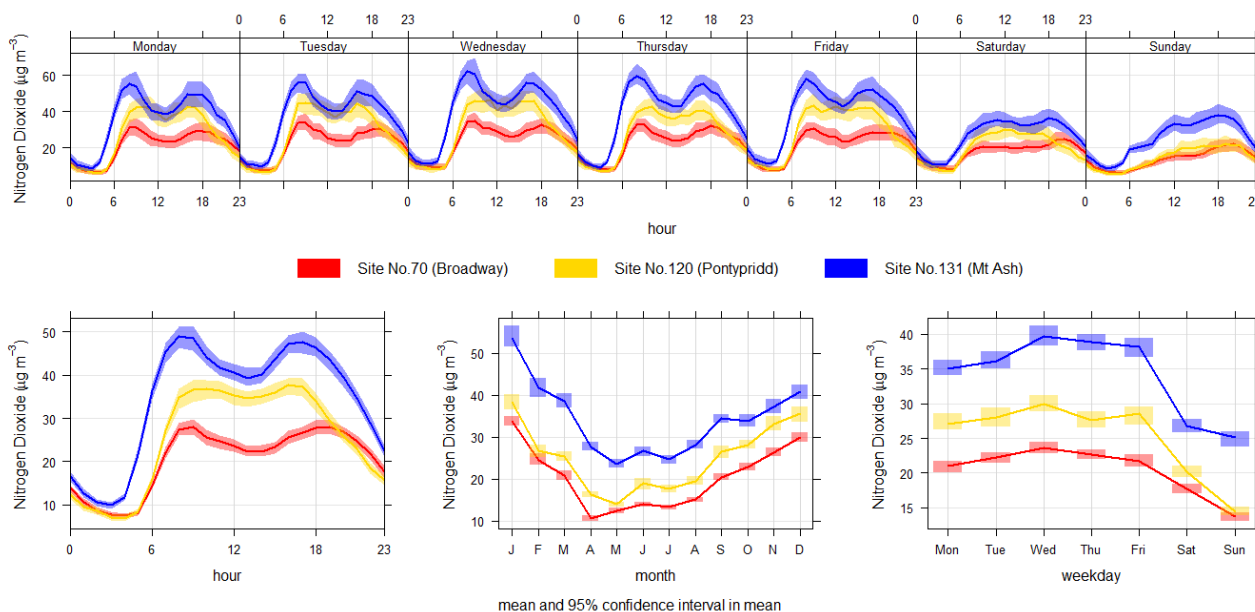 0 6 12 18 23 0 6 12 18 23 0 6 12 18 23
Monday Tuesday Wednesday Thursday Friday Saturday Sunday
Nitrogen Dioxide (µg m⁻³)
60
40
20
0 6 12 18 23 0 6 12 18 23 0 6 12 18 23 0 6 12 18 2
hour
Site No.70 (Broadway) Site No.120 (Pontypridd) Site No.131 (Mt Ash)
Nitrogen Dioxide (µg m⁻³)
50
40
30
20
10
0 6 12 18 23
hour
Nitrogen Dioxide (µg m⁻³)
50
40
30
20
10
J F M A M J J A S O N D
month
Nitrogen Dioxide (µg m⁻³)
40
35
30
25
20
15
Mon Tue Wed Thu Fri Sat Sun
weekday
mean and 95% confidence interval in mean